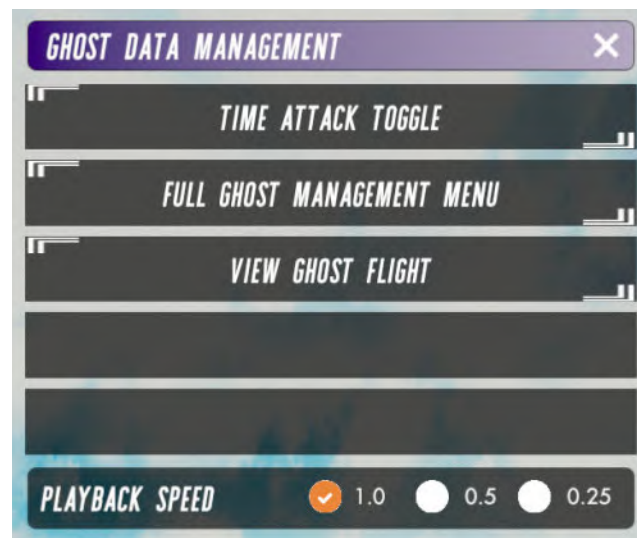 GHOST DATA MANAGEMENT
TIME ATTACK TOGGLE
FULL GHOST MANAGEMENT MENU
VIEW GHOST FLIGHT
PLAYBACK SPEED 1.0 0.5 0.25